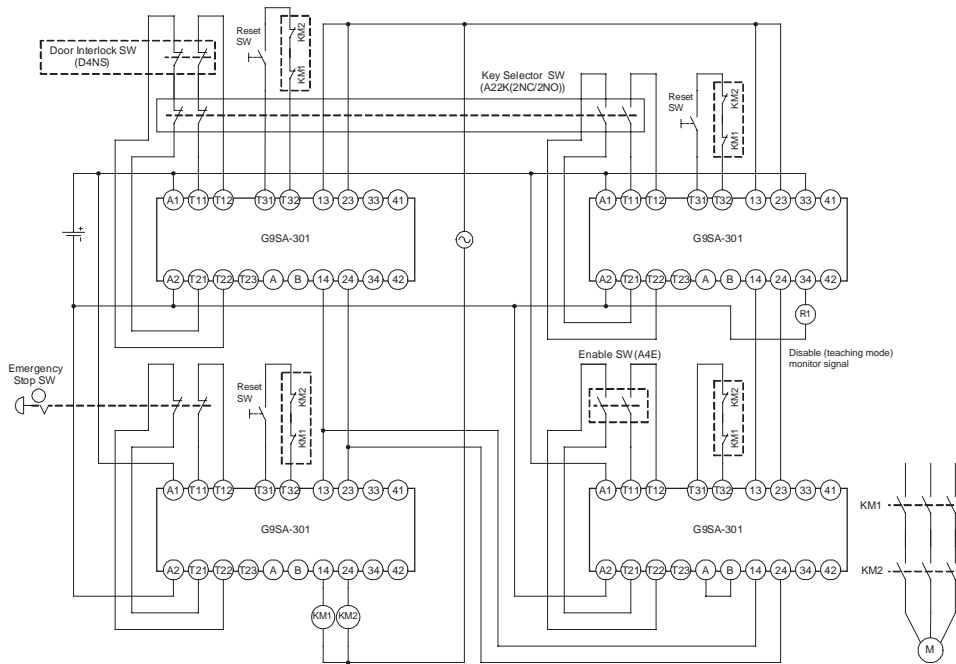 Door Interlock SW
(D4NS)
Reset
SW
KM2
KM1
Key Selector SW
(A22K(2NC/2NO))
Reset
SW
KM2
KM1
A1 T11 T12 T31 T32 13 23 33 41
G9SA-301
A2 T21 T22 T23 A B 14 24 34 42
+
-
A1 T11 T12 T31 T32 13 23 33 41
G9SA-301
A2 T21 T22 T23 A B 14 24 34 42
R1
Disable (teaching mode)
monitor signal
Emergency
Stop SW
Reset
SW
KM2
KM1
Enable SW(A4E)
KM2
KM1
A1 T11 T12 T31 T32 13 23 33 41
G9SA-301
A2 T21 T22 T23 A B 14 24 34 42
KM1 KM2
A1 T11 T12 T31 T32 13 23 33 41
G9SA-301
A2 T21 T22 T23 A B 14 24 34 42
KM1
KM2
M